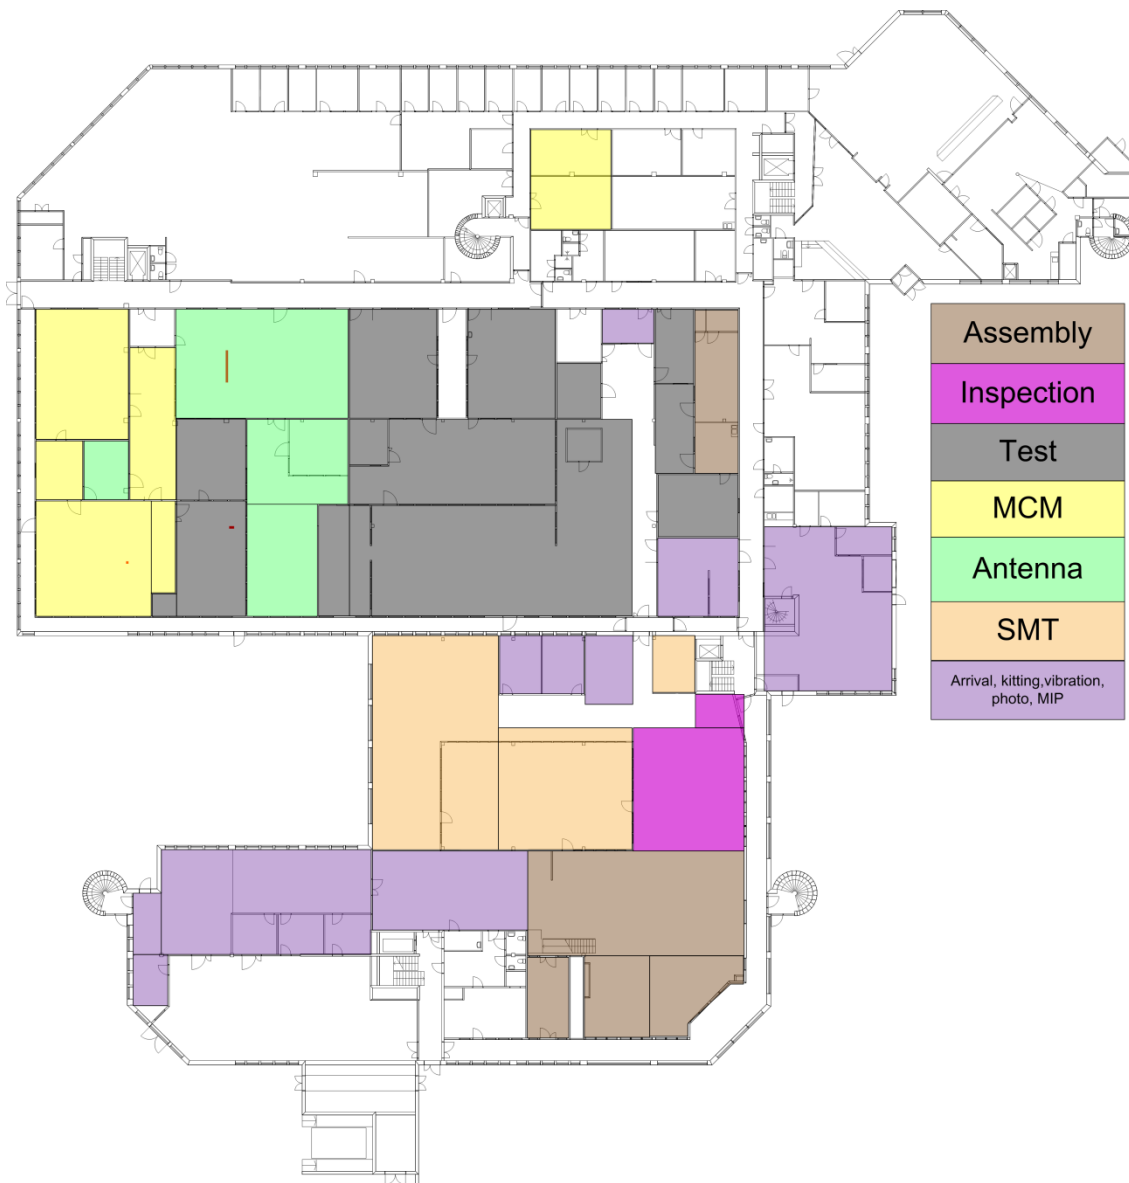 Assembly
Inspection
Test
MCM
Antenna
SMT
Arrival, kitting,vibration,
photo, MIP